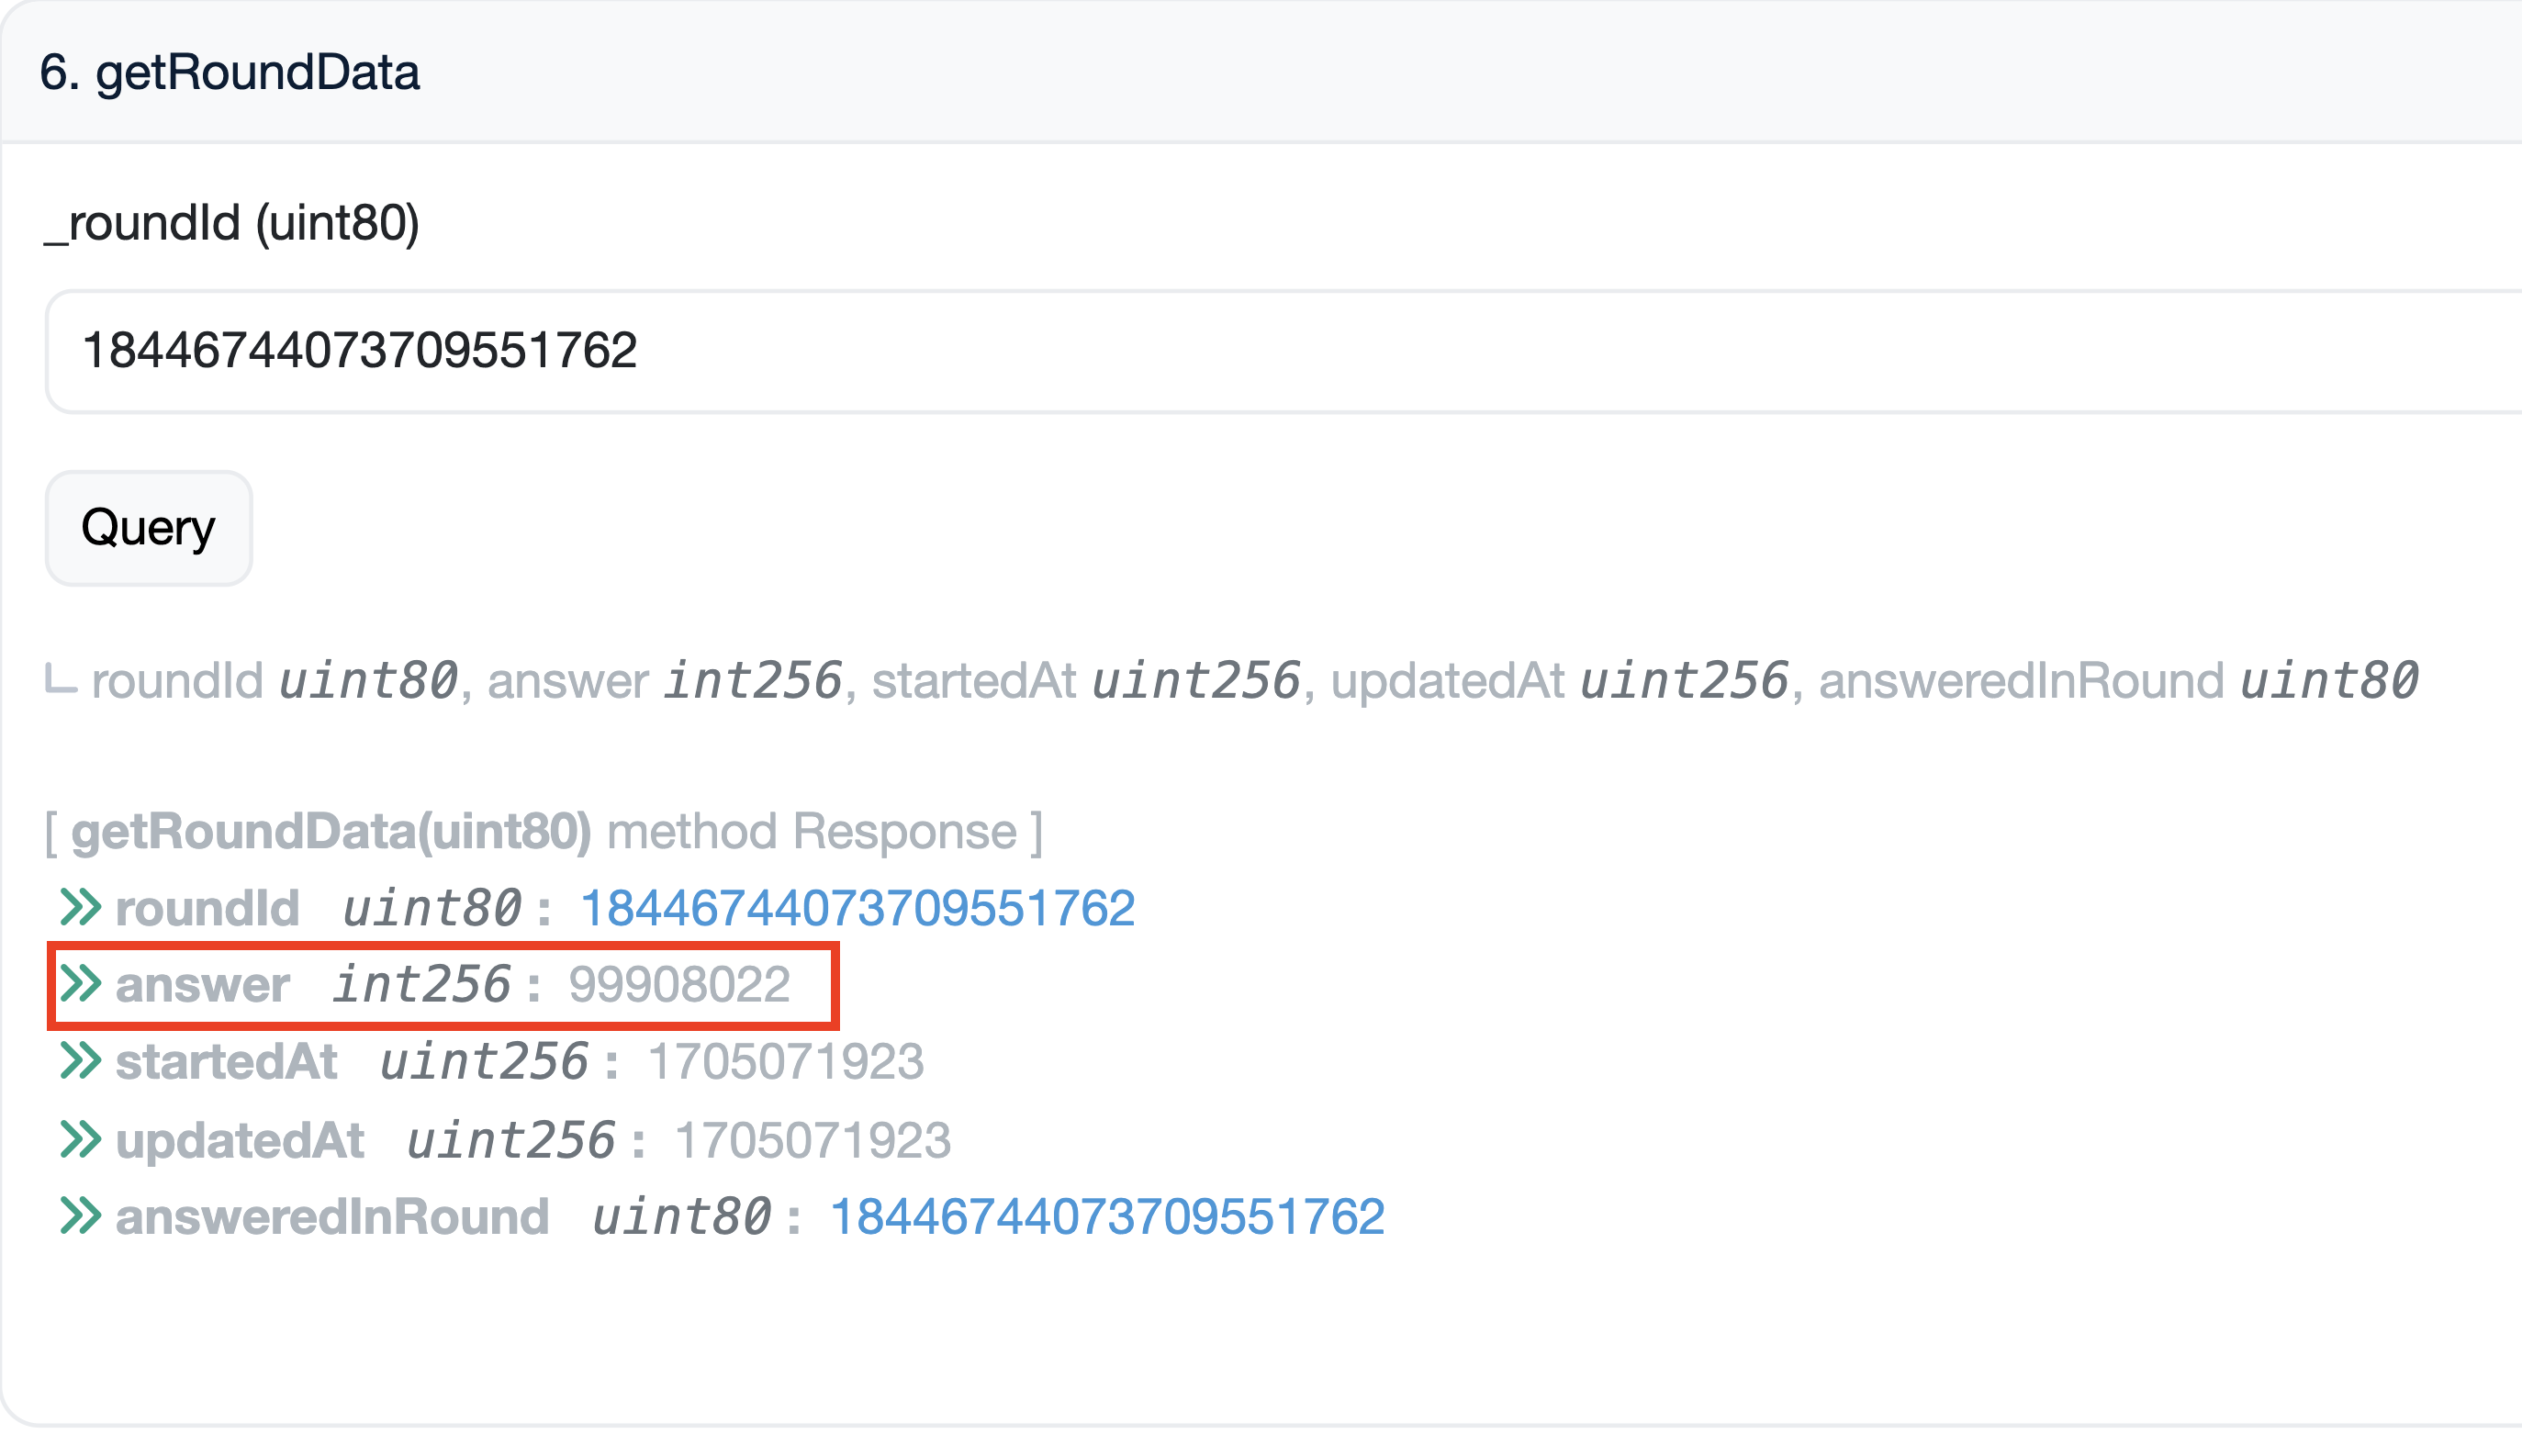 6. getRoundData
_roundId (uint80)
18446744073709551762
Query
roundId uint80, answer int256, startedAt uint256, updatedAt uint256, answeredInRound uint80
[ getRoundData(uint80) method Response ]
roundId uint80 : 18446744073709551762
answer int256 : 99908022
startedAt uint256 : 1705071923
updatedAt uint256 : 1705071923
answeredInRound uint80 : 18446744073709551762